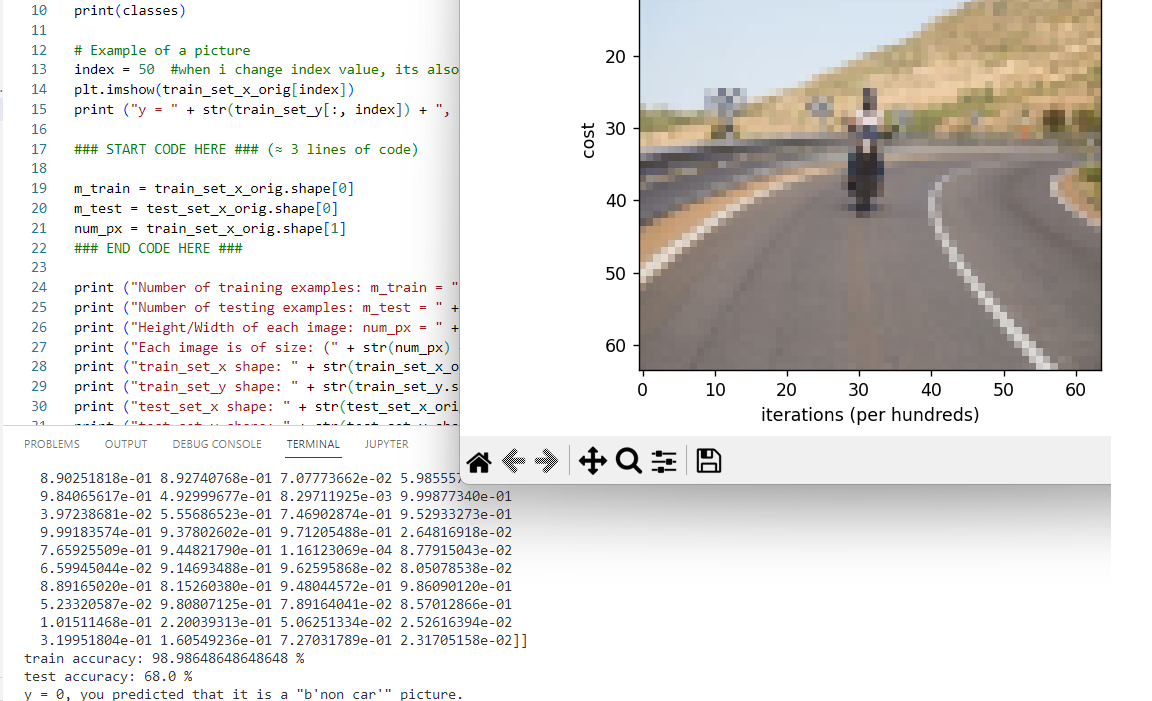 10 print(classes)
11
12 # Example of a picture
13 index = 50  #when i change index value, its also
14 plt.imshow(train_set_x_orig[index])
15 print ("y = " + str(train_set_y[:, index]) + ",
16
17 ### START CODE HERE ### (≈ 3 lines of code)
18
19 m_train = train_set_x_orig.shape[0]
20 m_test = test_set_x_orig.shape[0]
21 num_px = train_set_x_orig.shape[1]
22 ### END CODE HERE ###
23
24 print ("Number of training examples: m_train = "
25 print ("Number of testing examples: m_test = " +
26 print ("Height/Width of each image: num_px = " +
27 print ("Each image is of size: (" + str(num_px)
28 print ("train_set_x shape: " + str(train_set_x_o
29 print ("train_set_y shape: " + str(train_set_y.s
30 print ("test_set_x shape: " + str(test_set_x_ori
20
30
40
50
60
cost
0 10 20 30 40 50 60
iterations (per hundreds)
PROBLEMS OUTPUT DEBUG CONSOLE TERMINAL JUPYTER
8.90251818e-01 8.92740768e-01 7.07773662e-02 5.985557
9.84065617e-01 4.92999677e-01 8.29711925e-03 9.99877340e-01
3.97238681e-02 5.55686523e-01 7.46902874e-01 9.52933273e-01
9.99183574e-01 9.37802602e-01 9.71205488e-01 2.64816918e-02
7.65925509e-01 9.44821790e-01 1.16123069e-04 8.77915043e-02
6.59945044e-02 9.14693488e-01 9.62595868e-02 8.05078538e-02
8.89165020e-01 8.15260380e-01 9.48044572e-01 9.86090120e-01
5.23320587e-02 9.80807125e-01 7.89164041e-02 8.57012866e-01
1.01511468e-01 2.20039313e-01 5.06251334e-02 2.52616394e-02
3.19951804e-01 1.60549236e-01 7.27031789e-01 2.31705158e-02]]
train accuracy: 98.98648648648648 %
test accuracy: 68.0 %
y = 0, you predicted that it is a "b'non car'" picture.